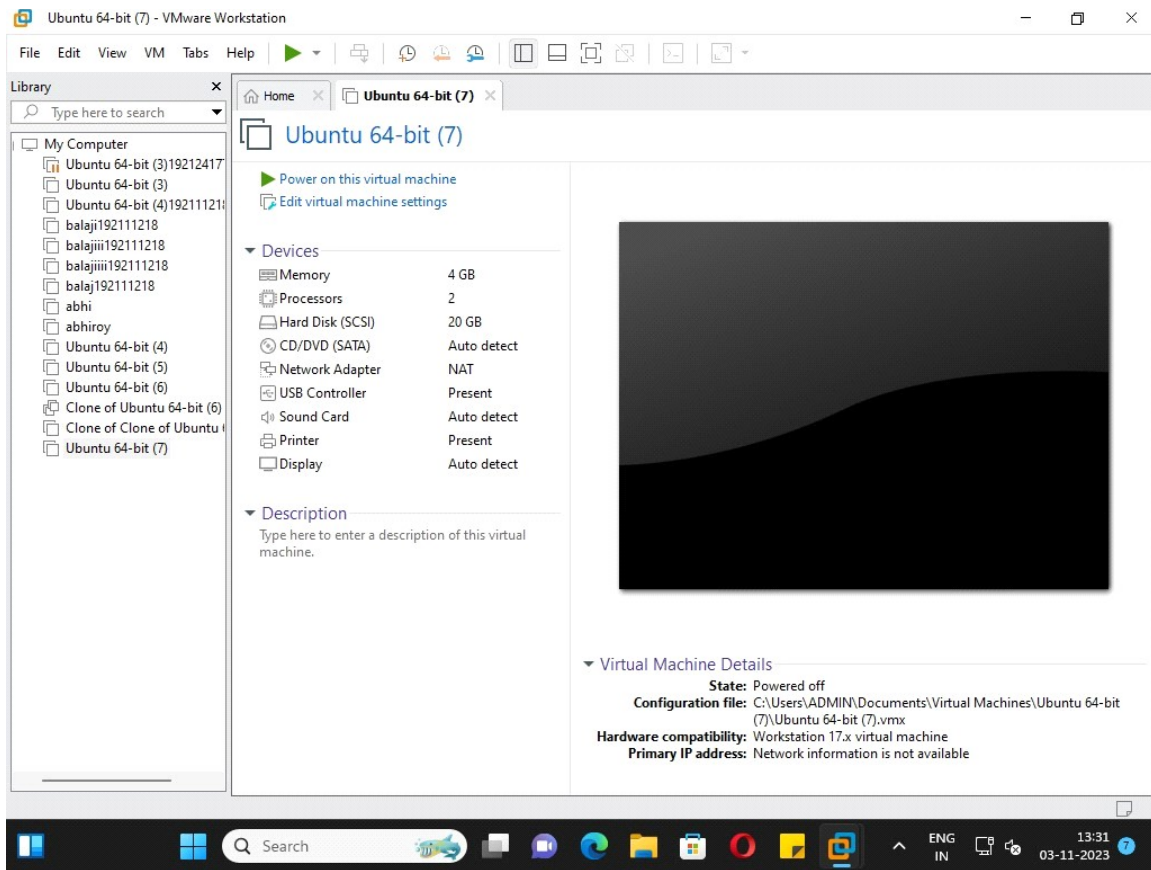 Ubuntu 64-bit (7) - VMware Workstation
File Edit View VM Tabs Help
Library
Type here to search
My Computer
Ubuntu 64-bit (3)19212417
Ubuntu 64-bit (3)
Ubuntu 64-bit (4)19211121
balaji192111218
balajiii192111218
balajiiii192111218
balaj192111218
abhi
abhiroy
Ubuntu 64-bit (4)
Ubuntu 64-bit (5)
Ubuntu 64-bit (6)
Clone of Ubuntu 64-bit (6)
Clone of Clone of Ubuntu
Ubuntu 64-bit (7)
Home Ubuntu 64-bit (7)
Ubuntu 64-bit (7)
Power on this virtual machine
Edit virtual machine settings
Devices
Memory 4 GB
Processors 2
Hard Disk (SCSI) 20 GB
CD/DVD (SATA) Auto detect
Network Adapter NAT
USB Controller Present
Sound Card Auto detect
Printer Present
Display Auto detect
Description
Type here to enter a description of this virtual
machine.
Virtual Machine Details
State: Powered off
Configuration file: C:\Users\ADMIN\Documents\Virtual Machines\Ubuntu 64-bit
(7)\Ubuntu 64-bit (7).vmx
Hardware compatibility: Workstation 17.x virtual machine
Primary IP address: Network information is not available
Search
ENG
IN
13:31
03-11-2023
7